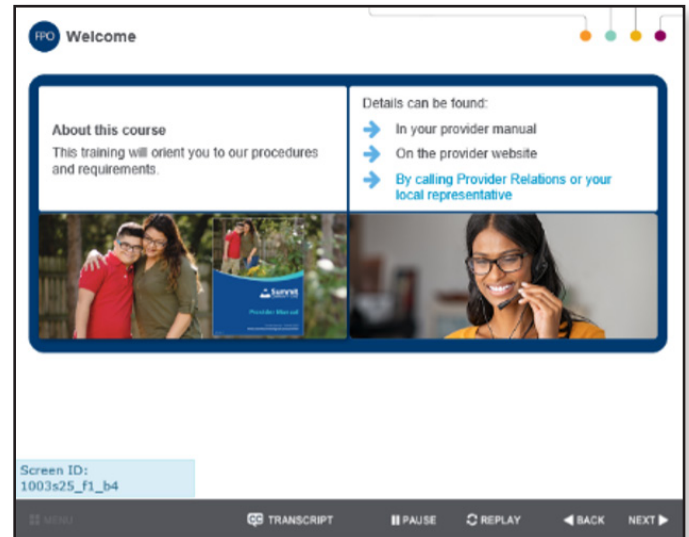 FPO Welcome
About this course
This training will orient you to our procedures
and requirements.
Details can be found:
In your provider manual
On the provider website
By calling Provider Relations or your
local representative
Provider Manual
Screen ID:
1003s25_f1_b4
MENU
CC TRANSCRIPT
PAUSE
REPLAY
BACK
NEXT